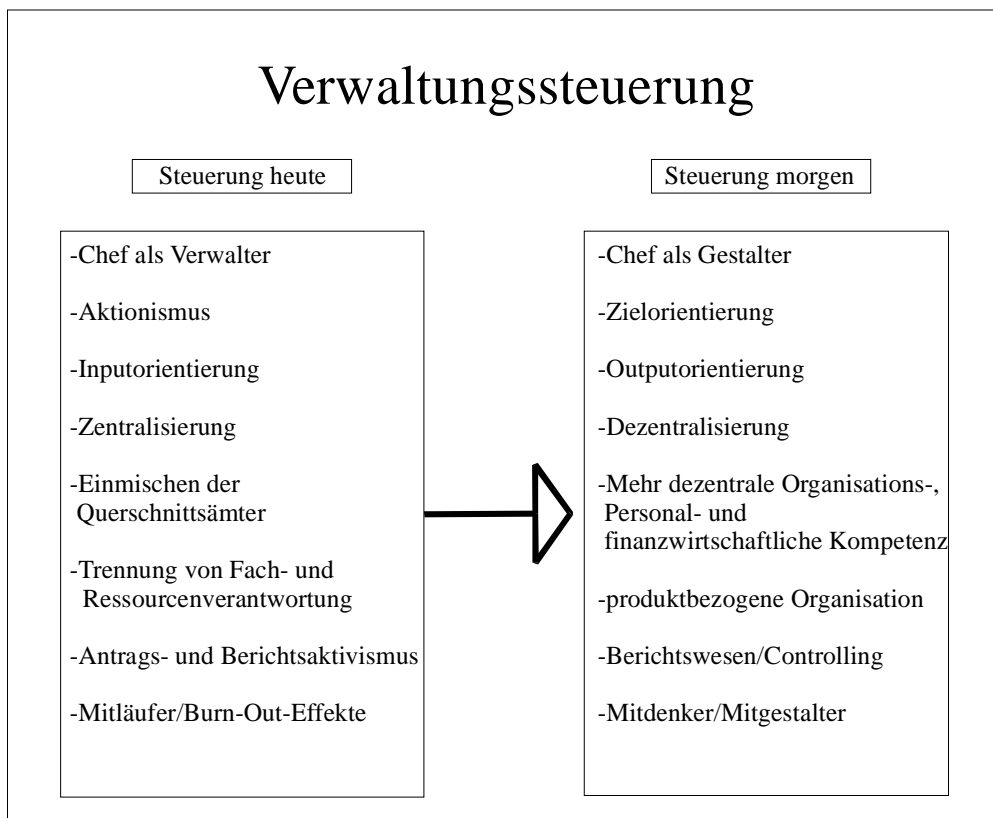 Verwaltungssteuerung
Steuerung heute
-Chef als Verwalter
-Aktionismus
-Inputorientierung
-Zentralisierung
-Einmischen der
Querschnittsämter
-Trennung von Fach- und
Ressourcenverantwortung
-Antrags- und Berichtsaktivismus
-Mitläufer/Burn-Out-Effekte
Steuerung morgen
-Chef als Gestalter
-Zielorientierung
-Outputorientierung
-Dezentralisierung
-Mehr dezentrale Organisations-,
Personal- und
finanzwirtschaftliche Kompetenz
-produktbezogene Organisation
-Berichtswesen/Controlling
-Mitdenker/Mitgestalter